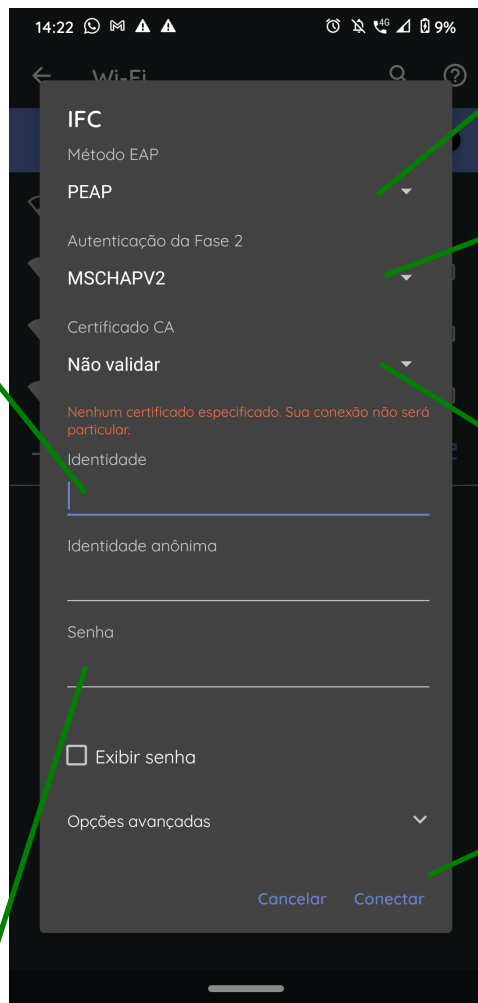 14:22 4G 9%
Wi-Fi
IFC
Método EAP
PEAP
Autenticação da Fase 2
MSCHAPV2
Certificado CA
Não validar
Nenhum certificado especificado. Sua conexão não será
particular.
Identidade
Identidade anônima
Senha
Exibir senha
Opções avançadas
Cancelar Conectar